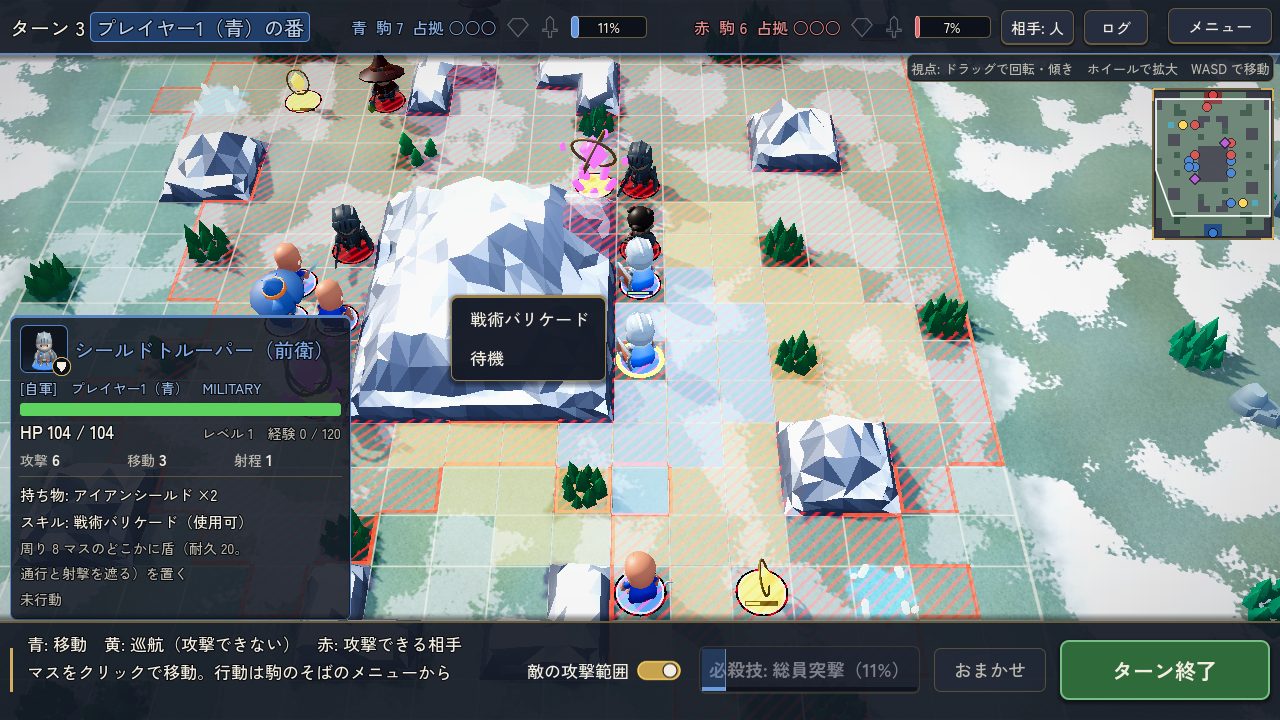 ターン 3 プレイヤー1（青）の番 青 駒 7 占拠 〇〇〇 11% 赤 駒 6 占拠 〇〇〇 7% 相手: 人 ログ メニュー
視点: ドラッグで回転・傾き ホイールで拡大 WASD で移動
戦術バリケード
待機
シールドトルーパー（前衛）
[自軍] プレイヤー1（青） MILITARY
HP 104 / 104 レベル 1 経験 0 / 120
攻撃 6 移動 3 射程 1
持ち物: アイアンシールド ×2
スキル: 戦術バリケード（使用可）
周り 8 マスのどこかに盾（耐久 20。
通行と射撃を遮る）を置く
未行動
青: 移動 黄: 巡航（攻撃できない） 赤: 攻撃できる相手
マスをクリックで移動。行動は駒のそばのメニューから
敵の攻撃範囲 必殺技: 総員突撃（11%） おまかせ ターン終了